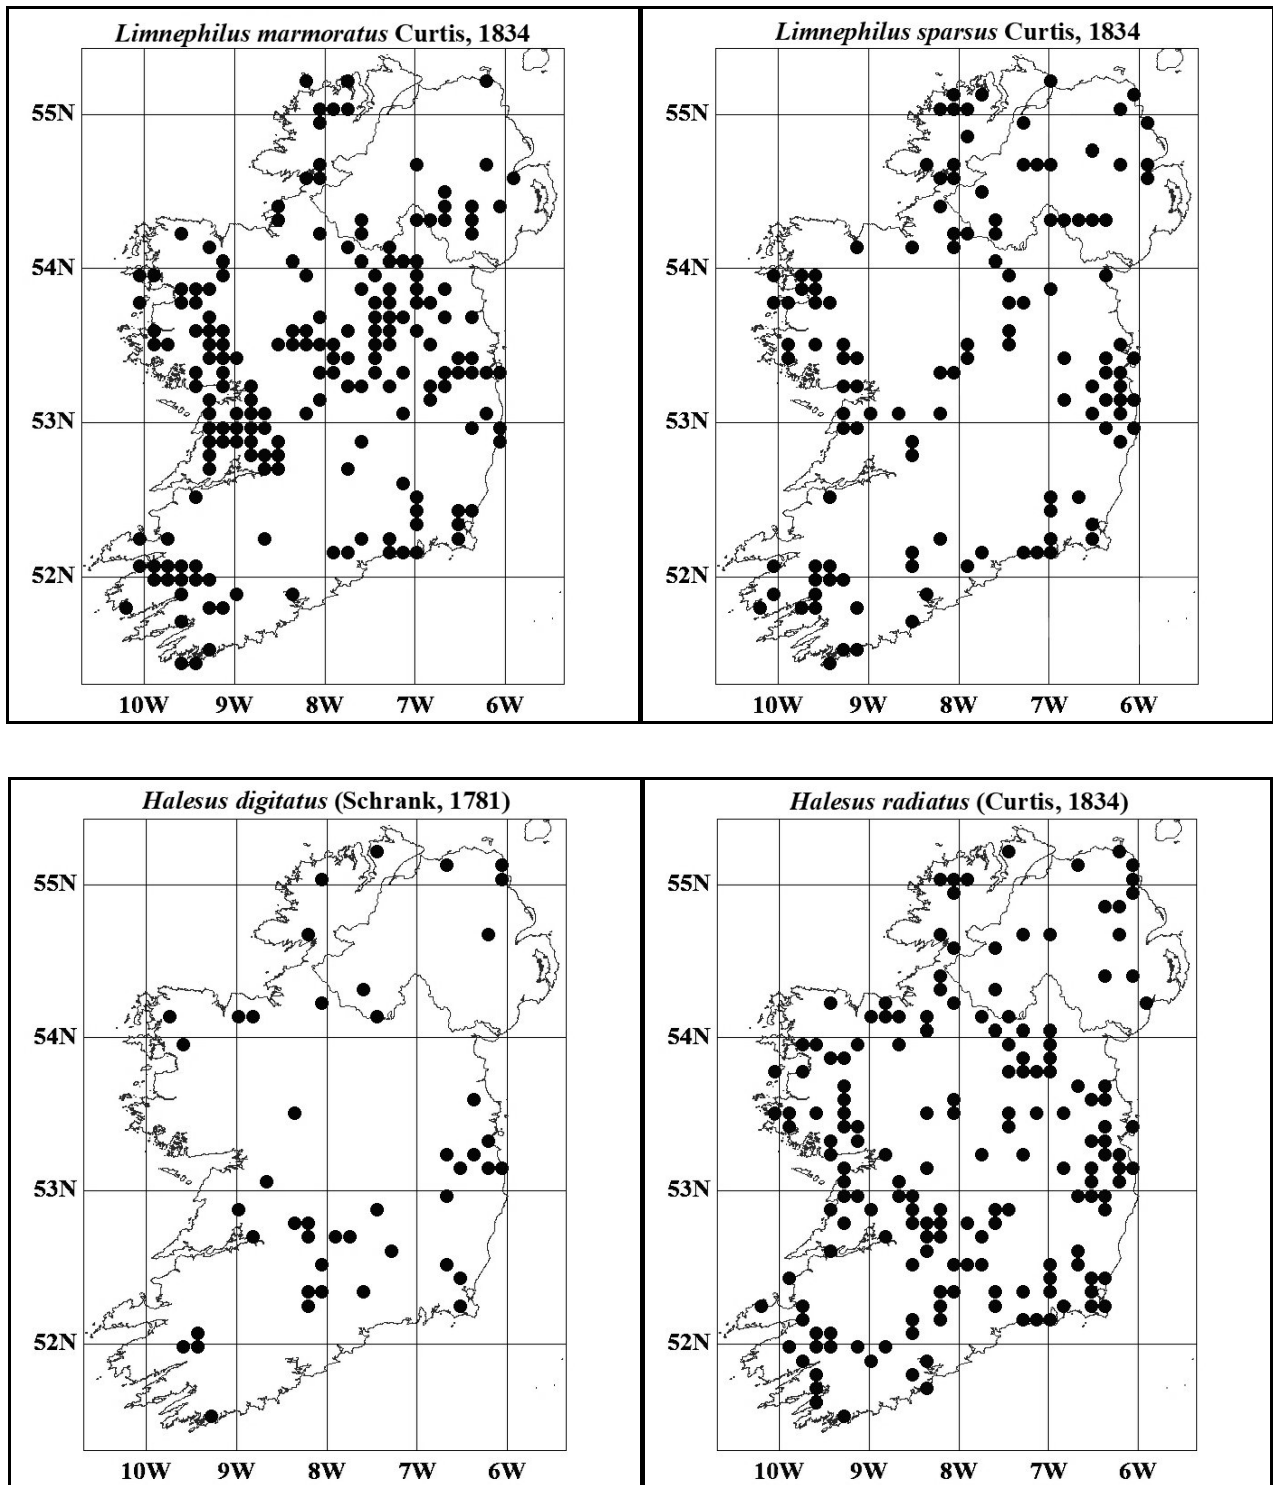 Limnephilus marmoratus Curtis, 1834
55N
54N
53N
52N
10W 9W 8W 7W 6W
Limnephilus sparsus Curtis, 1834
55N
54N
53N
52N
10W 9W 8W 7W 6W
Halesus digitatus (Schrank, 1781)
55N
54N
53N
52N
10W 9W 8W 7W 6W
Halesus radiatus (Curtis, 1834)
55N
54N
53N
52N
10W 9W 8W 7W 6W